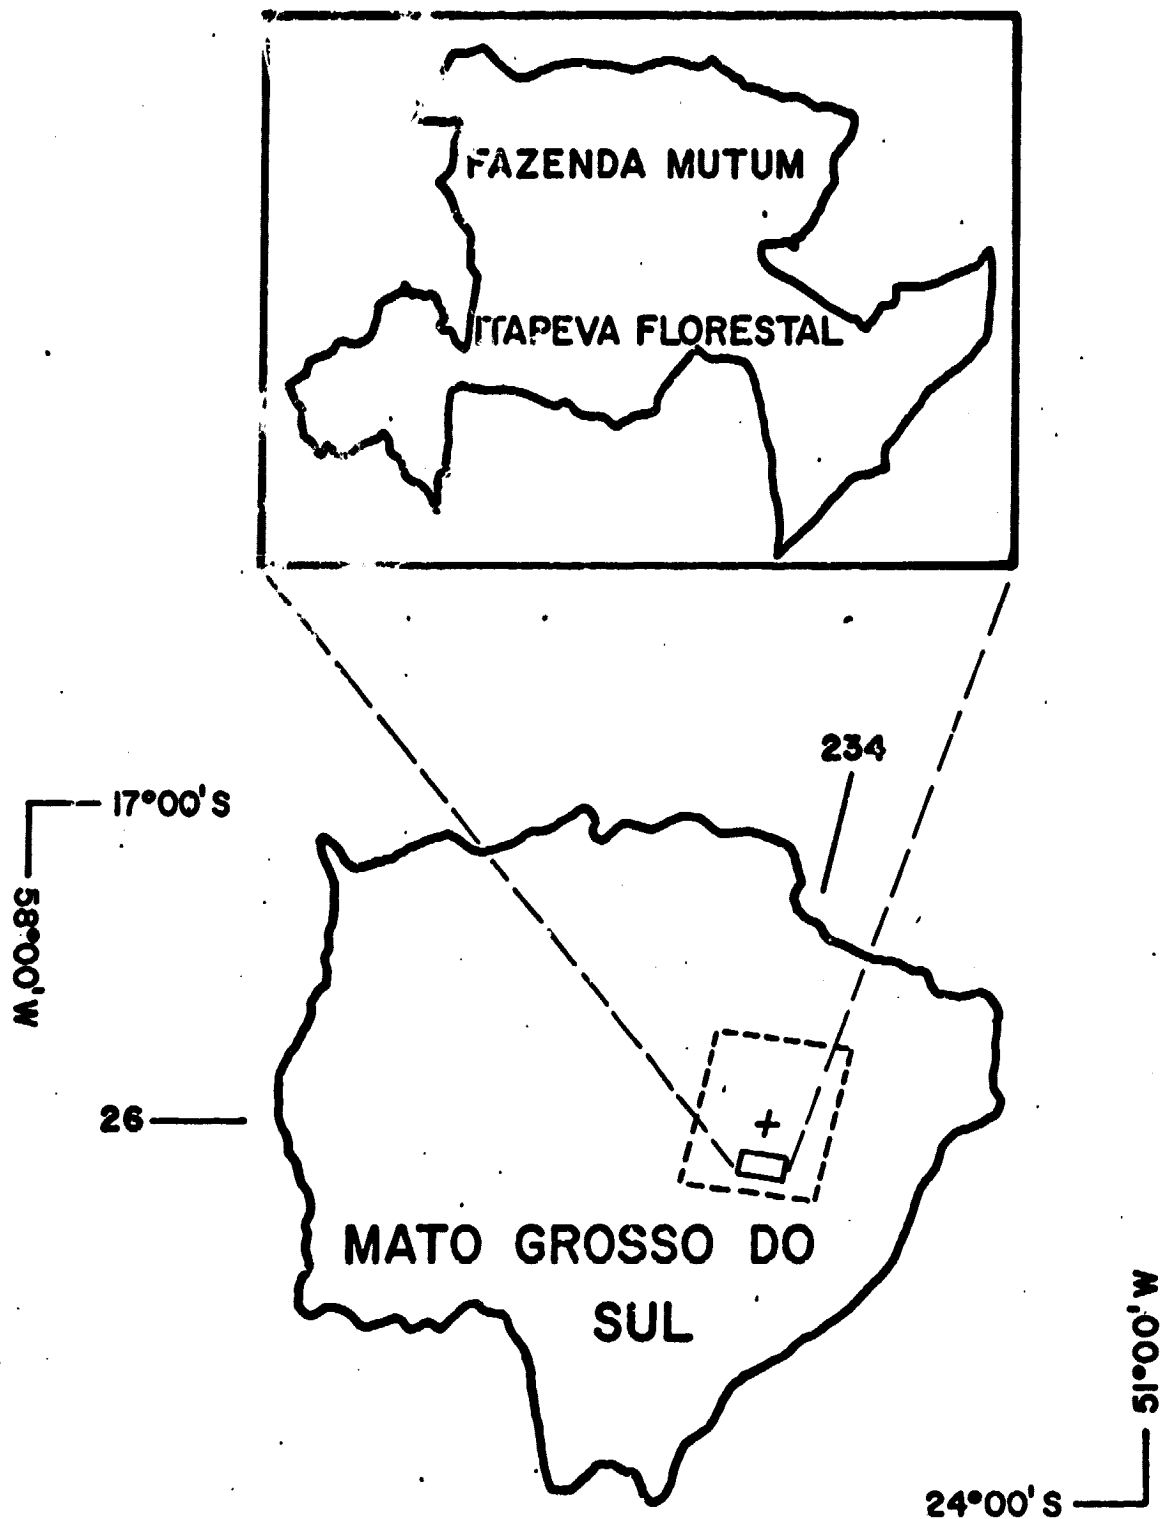 FAZENDA MUTUM
ITAPEVA FLORESTAL
234
17°00'S
58°00'W
26
MATO GROSSO DO
SUL
51°00'W
24°00'S